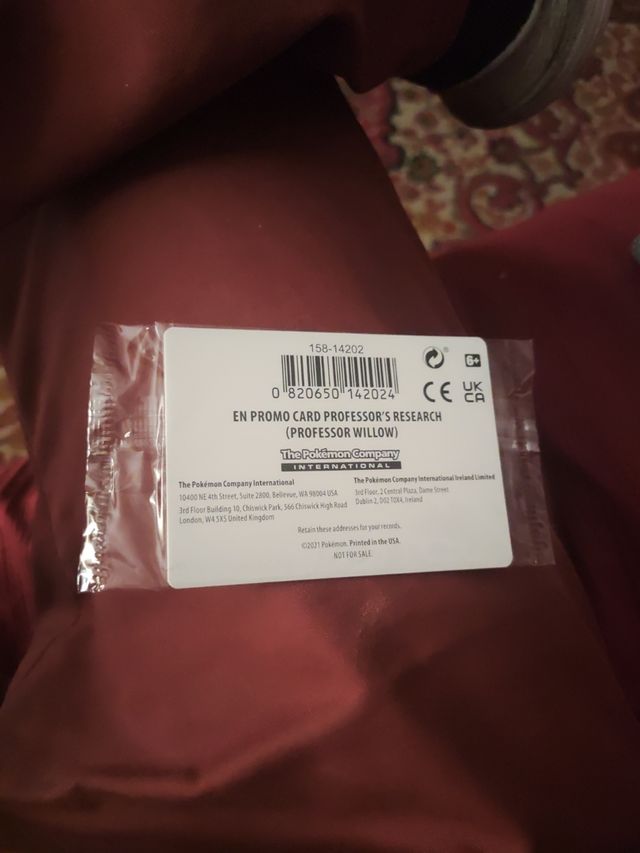 158-14202
0 820650 142024
6+
CE
UK
CA
EN PROMO CARD PROFESSOR'S RESEARCH
(PROFESSOR WILLOW)
The Pokémon Company
INTERNATIONAL
The Pokémon Company International
10400 NE 4th Street, Suite 2800, Bellevue, WA 98004 USA
3rd Floor Building 10, Chiswick Park, 566 Chiswick High Road
London, W4 5XS United Kingdom
The Pokémon Company International Ireland Limited
3rd Floor, 2 Central Plaza, Dame Street
Dublin 2, D02 T0X4, Ireland
Retain these addresses for your records.
©2021 Pokémon. Printed in the USA.
NOT FOR SALE.